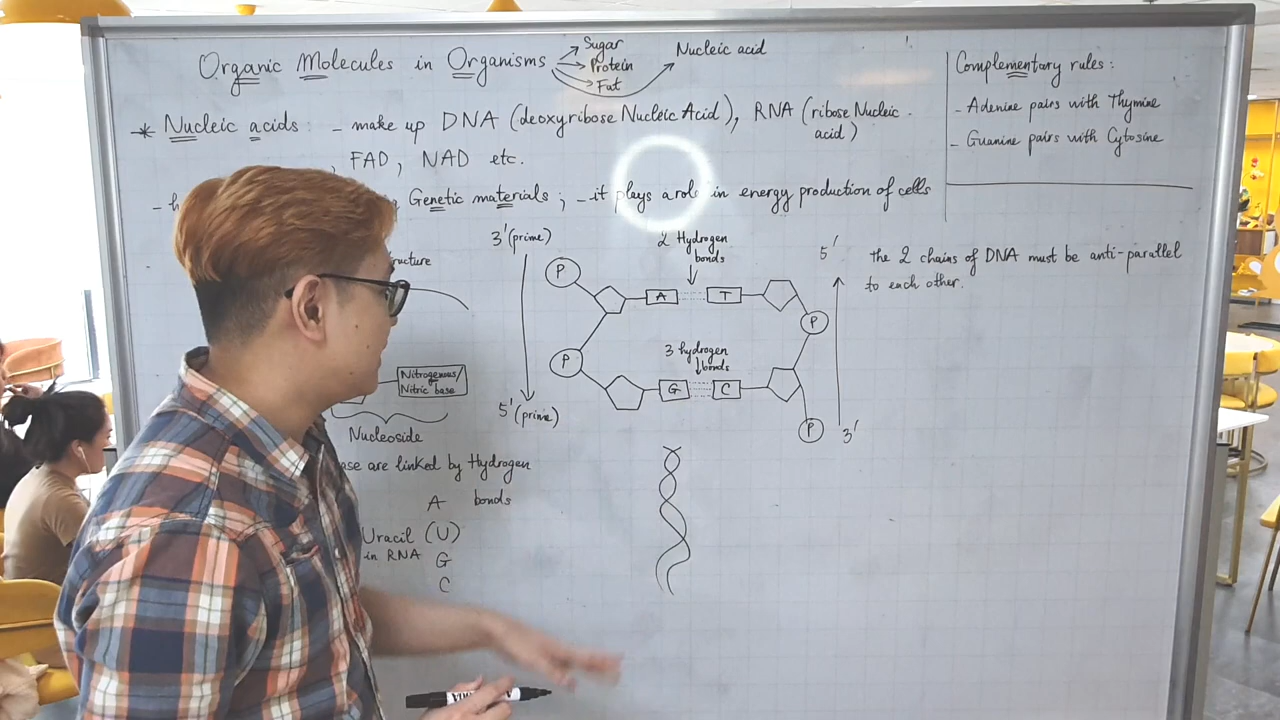 Organic Molecules in Organisms
Sugar
Protein
Fat
Nucleic acid
* Nucleic acids : - make up DNA (deoxyribose Nucleic Acid), RNA (ribose Nucleic acid)
, FAD, NAD etc.
Genetic materials ; - it plays a role in energy production of cells
Complementary rules :
- Adenine pairs with Thymine
- Guanine pairs with Cytosine
the 2 chains of DNA must be anti-parallel
to each other.
3' (prime)
2 Hydrogen
bonds
5'
P
A
T
P
3 hydrogen
bonds
P
G
C
P
5' (prime)
3'
Nitrogenous/
Nitric base
Nucleoside
are linked by Hydrogen
bonds
A
Uracil (U)
in RNA
G
C